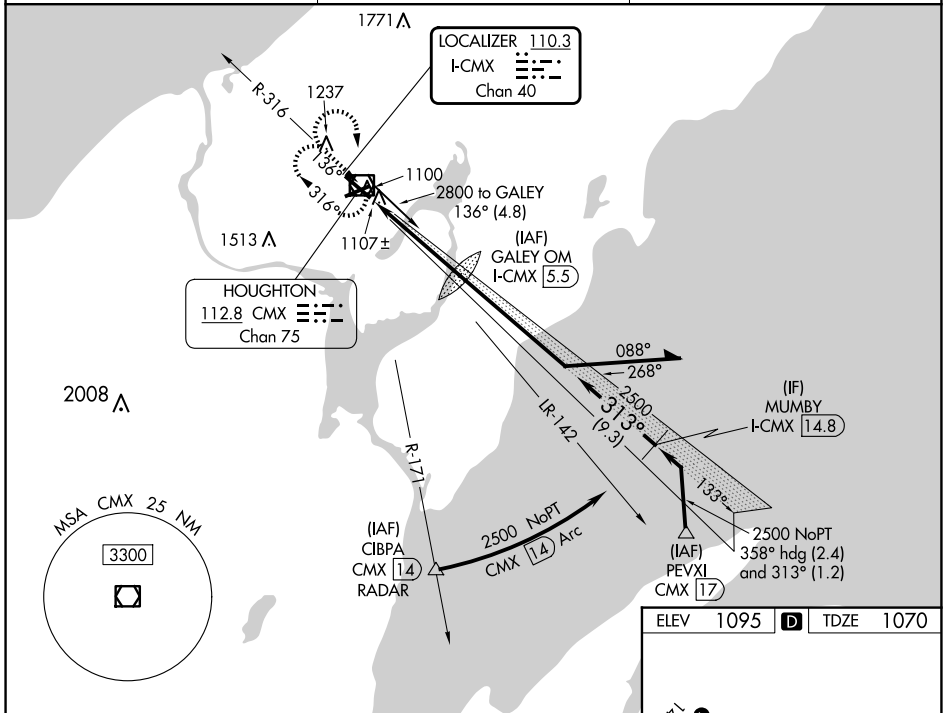 1771
LOCALIZER 110.3
I-CMX
Chan 40
R-316
1237
136°
316°
1100
2800 to GALEY
136° (4.8)
1107±
1513
(IAF)
GALEY OM
I-CMX 5.5
HOUGHTON
112.8 CMX
Chan 75
088°
268°
2008
2500
313°
(9.3)
(IF)
MUMBY
I-CMX 14.8
LR-142
R-171
133°
MSA CMX 25 NM
3300
(IAF)
CIBPA
CMX 14
RADAR
2500 NoPT
CMX 14 Arc
(IAF)
PEVXI
CMX 17
2500 NoPT
358° hdg (2.4)
and 313° (1.2)
ELEV 1095 D TDZE 1070